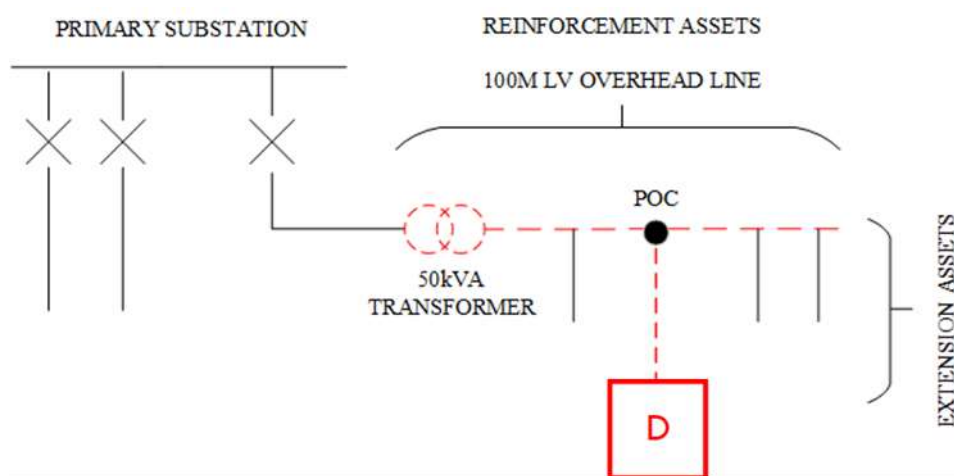 PRIMARY SUBSTATION
REINFORCEMENT ASSETS
100M LV OVERHEAD LINE
POC
50kVA
TRANSFORMER
EXTENSION ASSETS
D